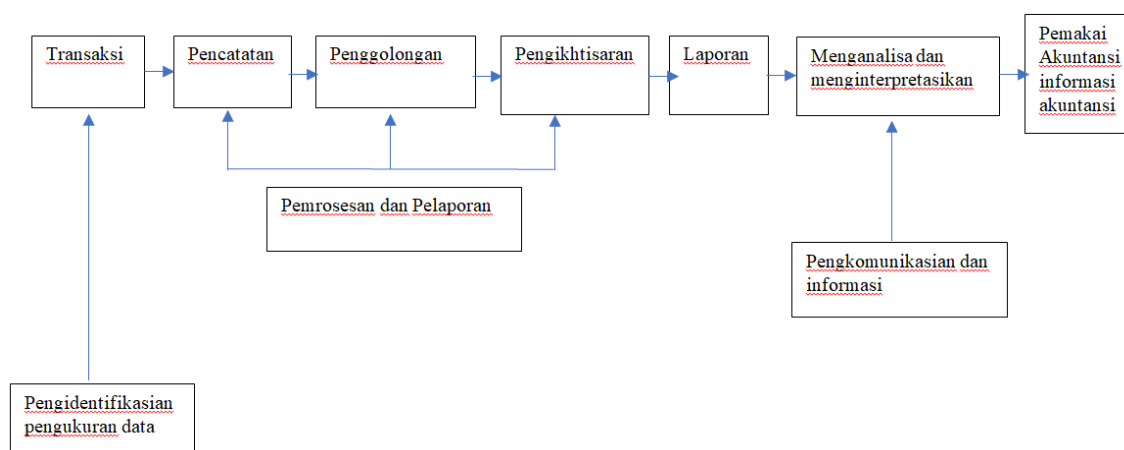 Transaksi
Pencatatan
Penggolongan
Pengikhtisaran
Laporan
Menganalisa dan
menginterpretasikan
Pemakai
Akuntansi
informasi
akuntansi
Pemrosesan dan Pelaporan
Pengkomunikasian dan
informasi
Pengidentifikasian
pengukuran data